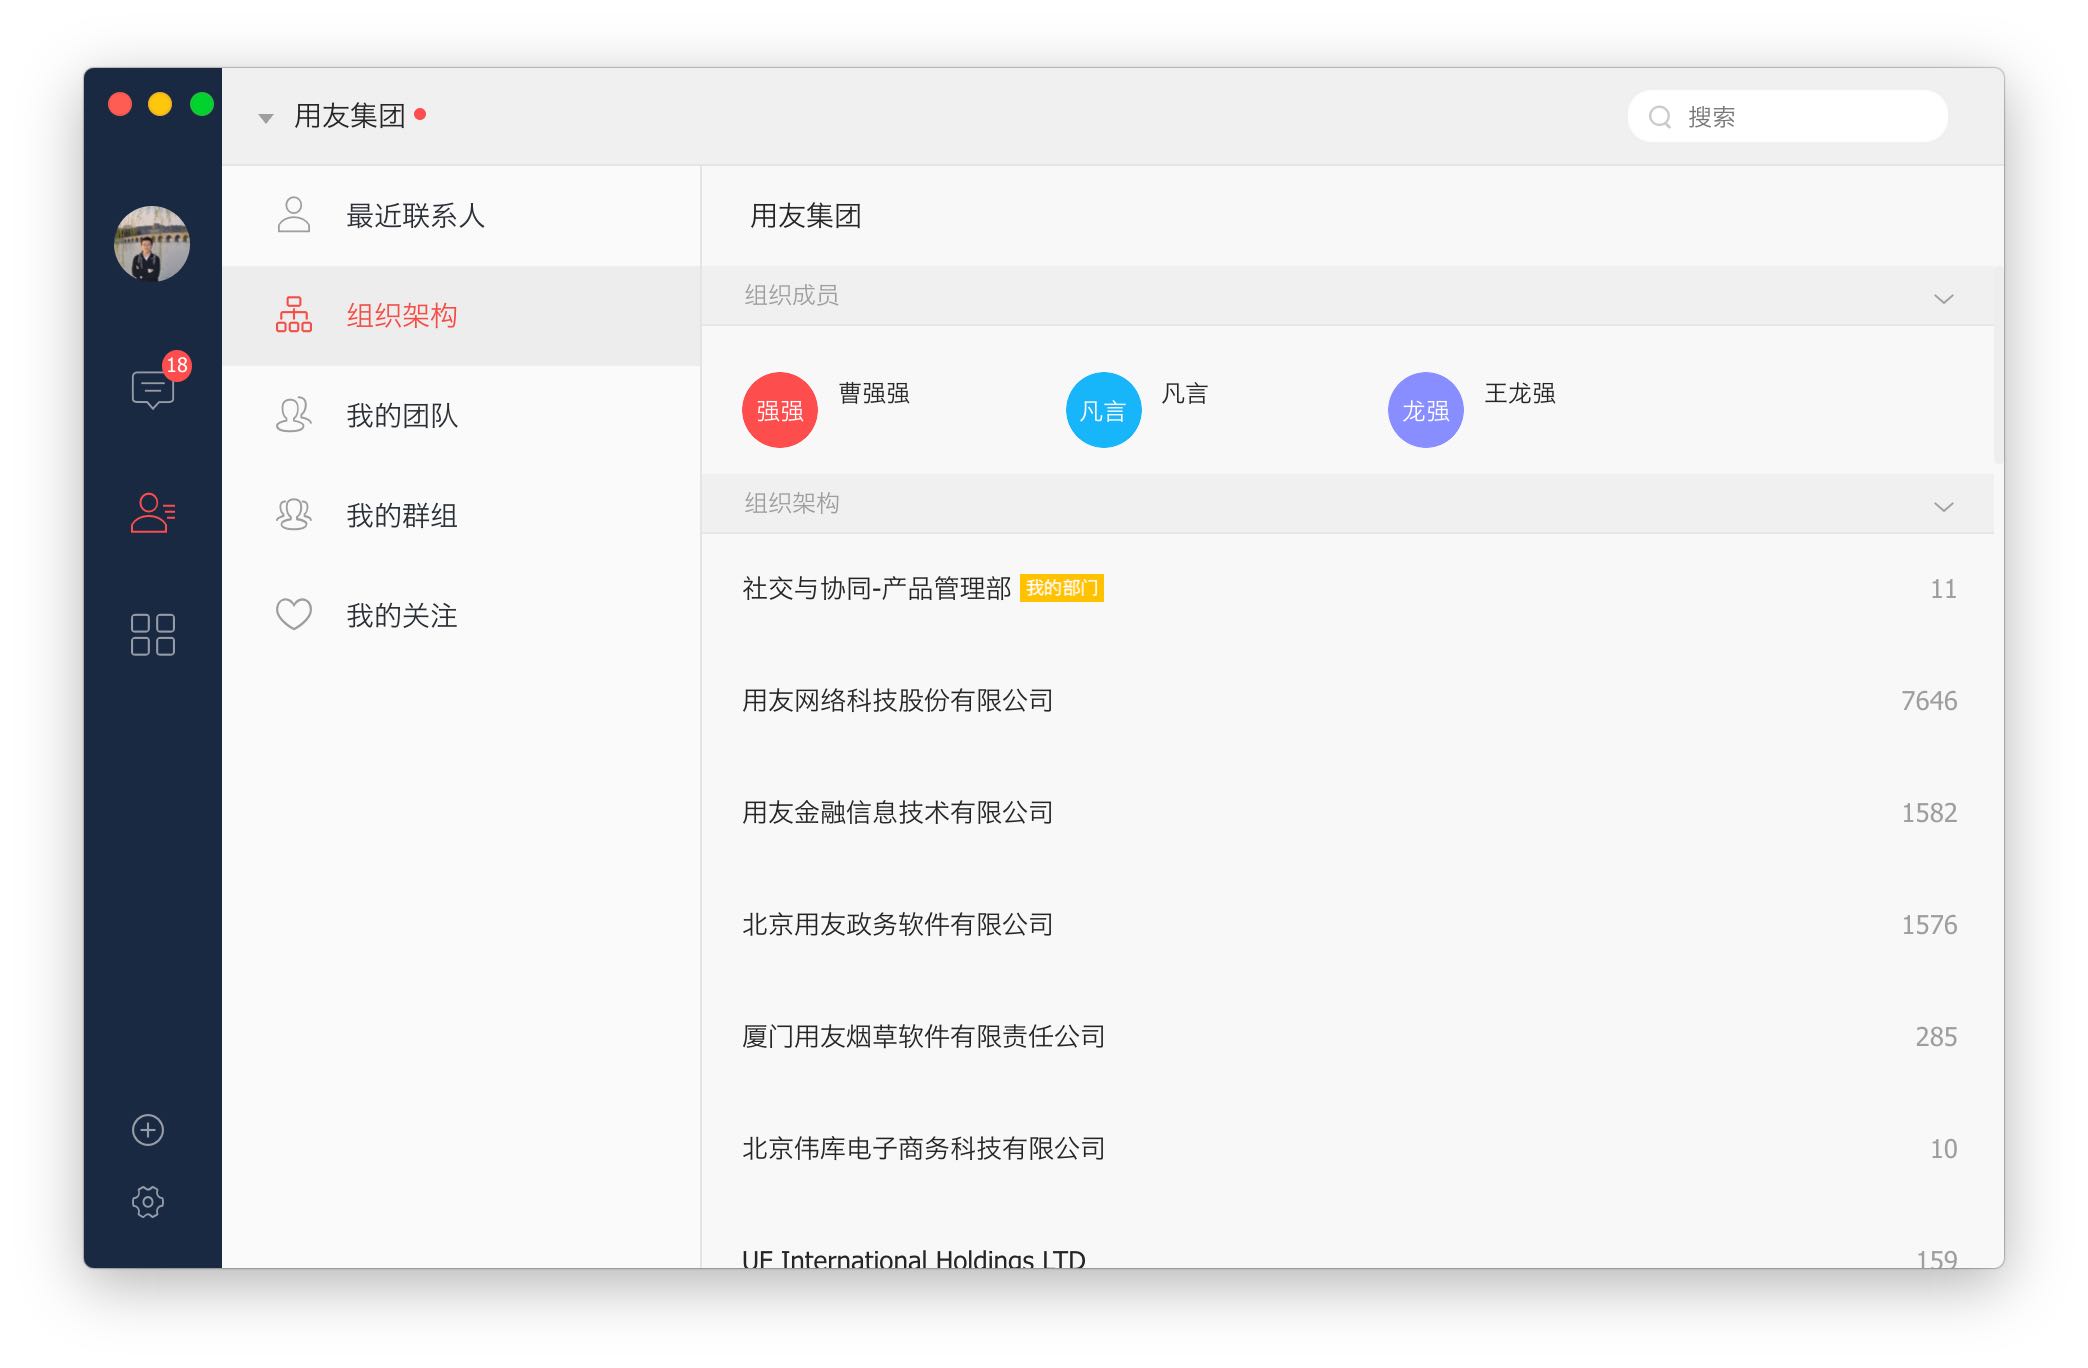 用友集团
搜索
18
最近联系人
组织架构
我的团队
我的群组
我的关注
用友集团
组织成员
强强 曹强强
凡言 凡言
龙强 王龙强
组织架构
社交与协同-产品管理部 我的部门 11
用友网络科技股份有限公司 7646
用友金融信息技术有限公司 1582
北京用友政务软件有限公司 1576
厦门用友烟草软件有限责任公司 285
北京伟库电子商务科技有限公司 10
UF International Holdings LTD 159